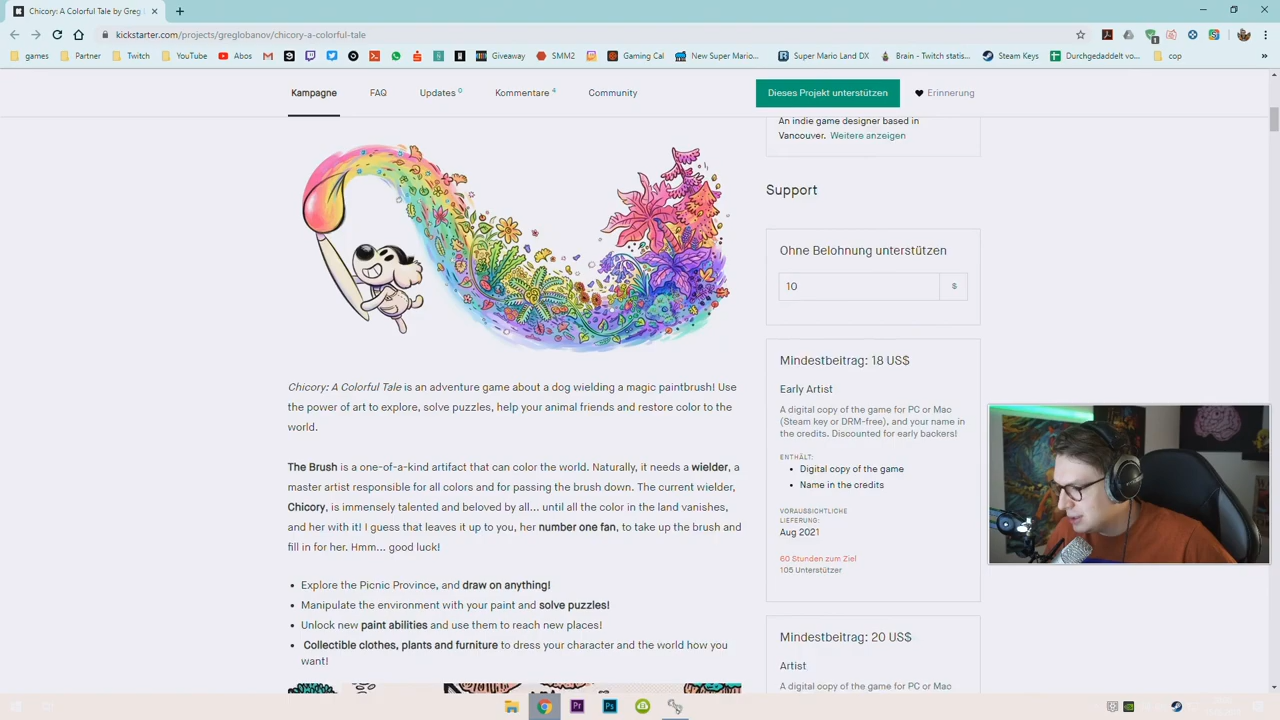 Chicory: A Colorful Tale by Greg L
kickstarter.com/projects/greglobanov/chicory-a-colorful-tale
games
Partner
Twitch
YouTube
Abos
Giveaway
SMM2
Gaming Cal
New Super Mario...
Super Mario Land DX
Brain - Twitch statis...
Steam Keys
Durchgedaddelt vo...
cop
Kampagne
FAQ
Updates 0
Kommentare 4
Community
Dieses Projekt unterstützen
Erinnerung
An indie game designer based in
Vancouver. Weitere anzeigen
Chicory: A Colorful Tale is an adventure game about a dog wielding a magic paintbrush! Use
the power of art to explore, solve puzzles, help your animal friends and restore color to the
world.
The Brush is a one-of-a-kind artifact that can color the world. Naturally, it needs a wielder, a
master artist responsible for all colors and for passing the brush down. The current wielder,
Chicory, is immensely talented and beloved by all... until all the color in the land vanishes,
and her with it! I guess that leaves it up to you, her number one fan, to take up the brush and
fill in for her. Hmm... good luck!
Explore the Picnic Province, and draw on anything!
Manipulate the environment with your paint and solve puzzles!
Unlock new paint abilities and use them to reach new places!
Collectible clothes, plants and furniture to dress your character and the world how you
want!
Support
Ohne Belohnung unterstützen
10
$
Mindestbeitrag: 18 US$
Early Artist
A digital copy of the game for PC or Mac
(Steam key or DRM-free), and your name in
the credits. Discounted for early backers!
ENTHÄLT:
Digital copy of the game
Name in the credits
VORAUSSICHTLICHE
LIEFERUNG:
Aug 2021
60 Stunden zum Ziel
105 Unterstützer
Mindestbeitrag: 20 US$
Artist
A digital copy of the game for PC or Mac